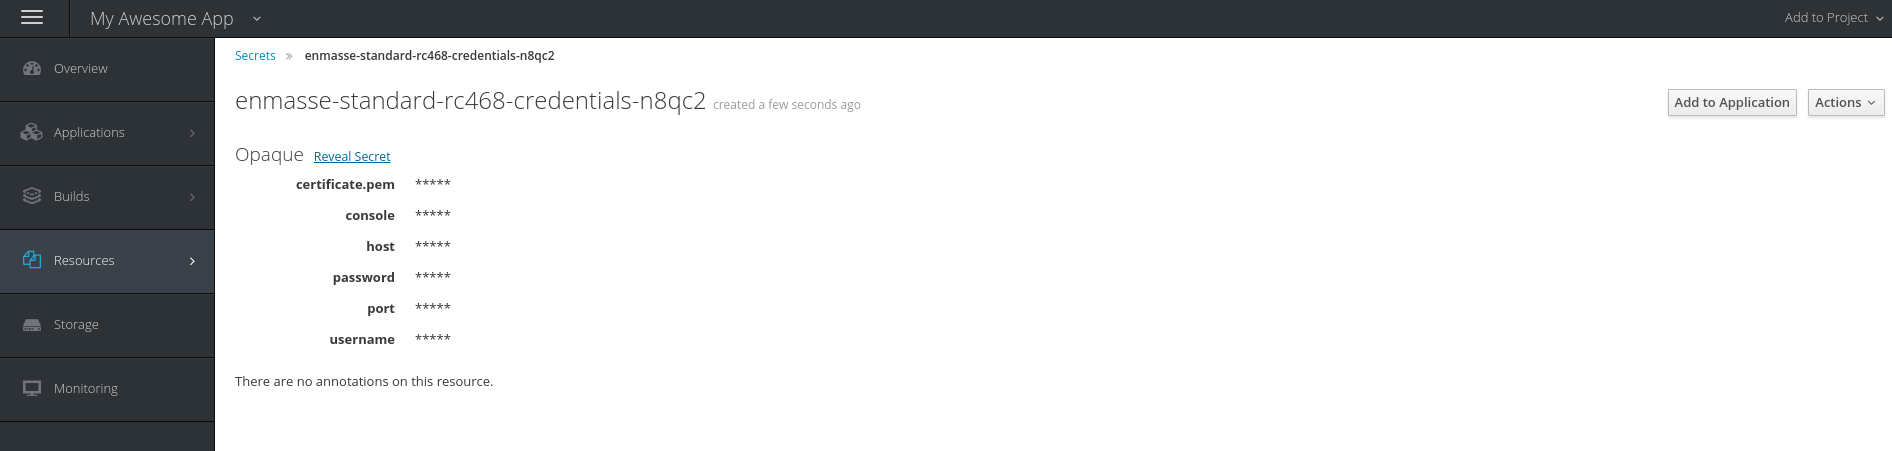 My Awesome App
Add to Project
Overview
Applications
Builds
Resources
Storage
Monitoring
Secrets » enmasse-standard-rc468-credentials-n8qc2
enmasse-standard-rc468-credentials-n8qc2 created a few seconds ago
Add to Application
Actions
Opaque Reveal Secret
certificate.pem *****
console *****
host *****
password *****
port *****
username *****
There are no annotations on this resource.